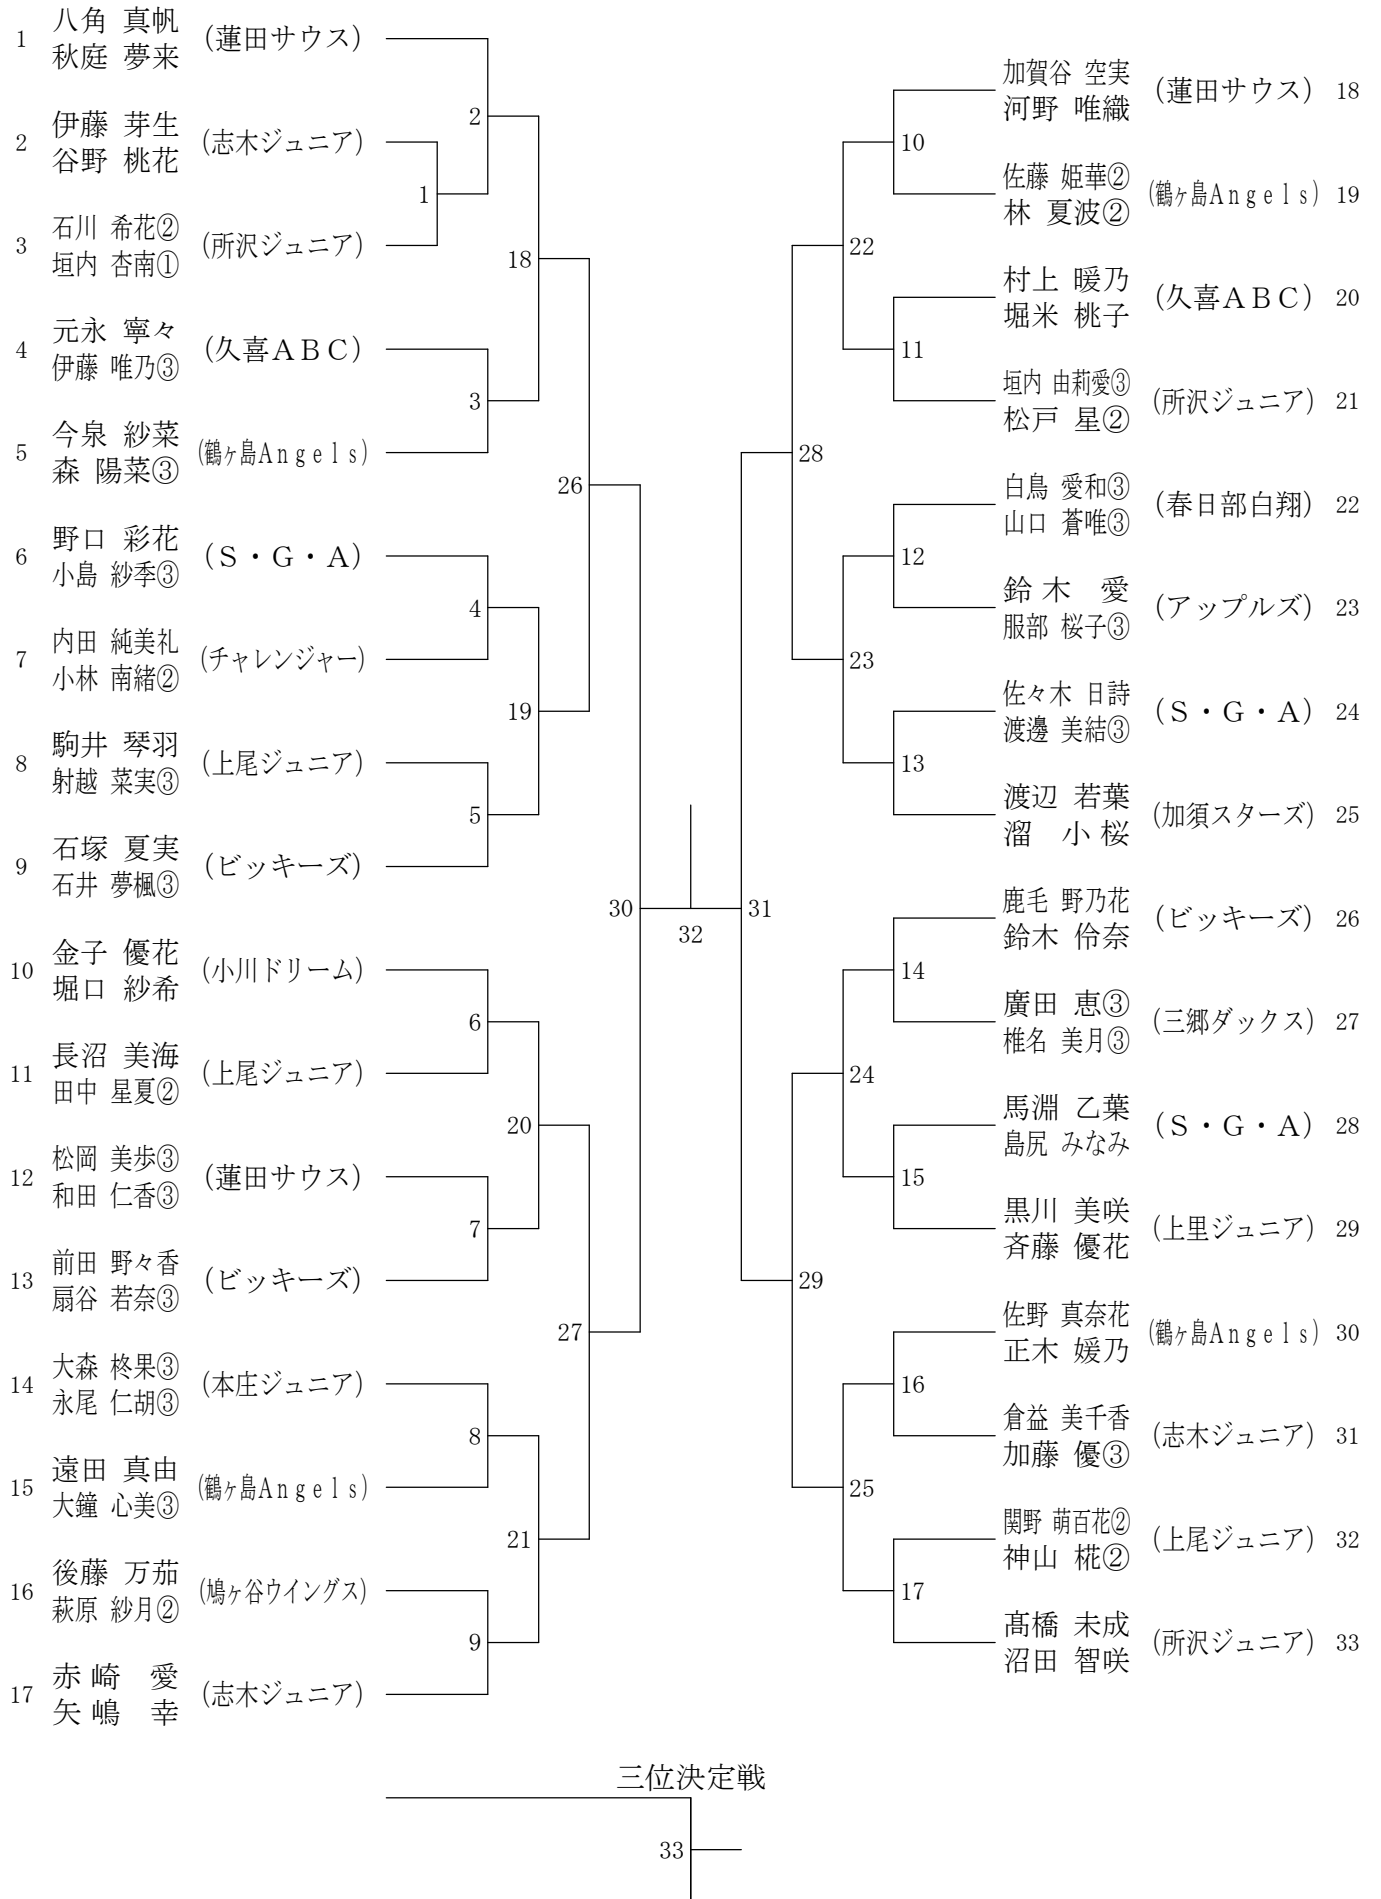 1 八角 真帆 (蓮田サウス)
秋庭 夢来
2 伊藤 芽生 (志木ジュニア)
谷野 桃花
3 石川 希花② (所沢ジュニア)
垣内 杏南①
4 元永 寧々 (久喜ＡＢＣ)
伊藤 唯乃③
5 今泉 紗菜 (鶴ヶ島Ａｎｇｅｌｓ)
森 陽菜③
6 野口 彩花 (Ｓ・Ｇ・Ａ)
小島 紗季③
7 内田 純美礼 (チャレンジャー)
小林 南緒②
8 駒井 琴羽 (上尾ジュニア)
射越 菜実③
9 石塚 夏実 (ビッキーズ)
石井 夢楓③
10 金子 優花 (小川ドリーム)
堀口 紗希
11 長沼 美海 (上尾ジュニア)
田中 星夏②
12 松岡 美歩③ (蓮田サウス)
和田 仁香③
13 前田 野々香 (ビッキーズ)
扇谷 若奈③
14 大森 柊果③ (本庄ジュニア)
永尾 仁胡③
15 遠田 真由 (鶴ヶ島Ａｎｇｅｌｓ)
大鐘 心美③
16 後藤 万茄 (鳩ヶ谷ウイングス)
萩原 紗月②
17 赤崎 愛 (志木ジュニア)
矢嶋 幸
1
2
3
4
5
6
7
8
9
18
19
20
21
26
27
30
32
31
28
29
22
23
24
25
10
11
12
13
14
15
16
17
加賀谷 空実 (蓮田サウス) 18
河野 唯織
佐藤 姫華② (鶴ヶ島Ａｎｇｅｌｓ) 19
林 夏波②
村上 暖乃 (久喜ＡＢＣ) 20
堀米 桃子
垣内 由莉愛③ (所沢ジュニア) 21
松戸 星②
白鳥 愛和③ (春日部白翔) 22
山口 蒼唯③
鈴木 愛 (アップルズ) 23
服部 桜子③
佐々木 日詩 (Ｓ・Ｇ・Ａ) 24
渡邊 美結③
渡辺 若葉 (加須スターズ) 25
溜 小桜
鹿毛 野乃花 (ビッキーズ) 26
鈴木 伶奈
廣田 恵③ (三郷ダックス) 27
椎名 美月③
馬淵 乙葉 (Ｓ・Ｇ・Ａ) 28
島尻 みなみ
黒川 美咲 (上里ジュニア) 29
斉藤 優花
佐野 真奈花 (鶴ヶ島Ａｎｇｅｌｓ) 30
正木 媛乃
倉益 美千香 (志木ジュニア) 31
加藤 優③
関野 萌百花② (上尾ジュニア) 32
神山 椛②
髙橋 未成 (所沢ジュニア) 33
沼田 智咲
三位決定戦
33